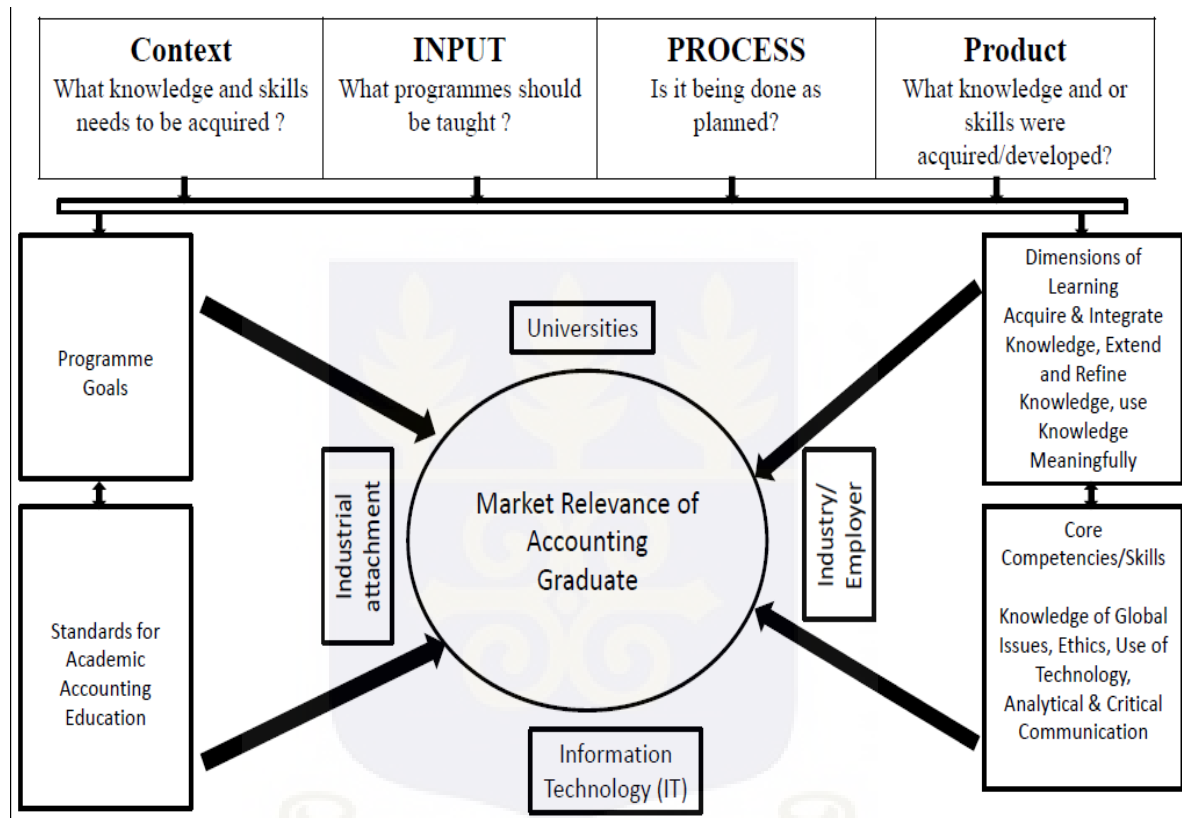 Context
What knowledge and skills
needs to be acquired ?
INPUT
What programmes should
be taught ?
PROCESS
Is it being done as
planned?
Product
What knowledge and or
skills were
acquired/developed?
Programme
Goals
Standards for
Academic
Accounting
Education
Universities
Industrial
attachment
Market Relevance of
Accounting
Graduate
Industry/
Employer
Information
Technology (IT)
Dimensions of
Learning
Acquire & Integrate
Knowledge, Extend
and Refine
Knowledge, use
Knowledge
Meaningfully
Core
Competencies/Skills
Knowledge of Global
Issues, Ethics, Use of
Technology,
Analytical & Critical
Communication